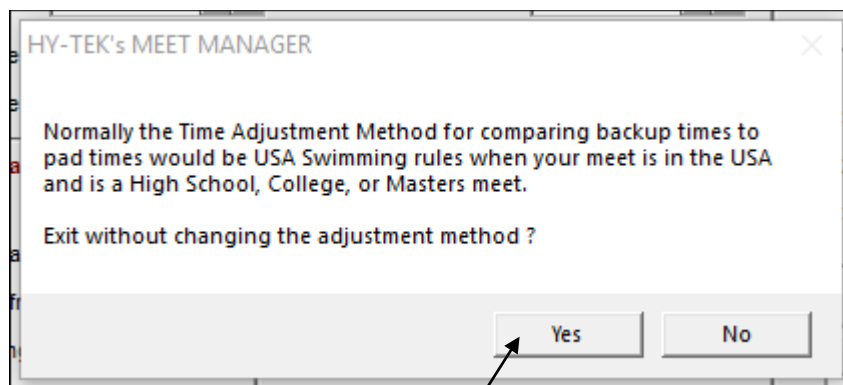 HY-TEK's MEET MANAGER
Normally the Time Adjustment Method for comparing backup times to
pad times would be USA Swimming rules when your meet is in the USA
and is a High School, College, or Masters meet.
Exit without changing the adjustment method ?
Yes No